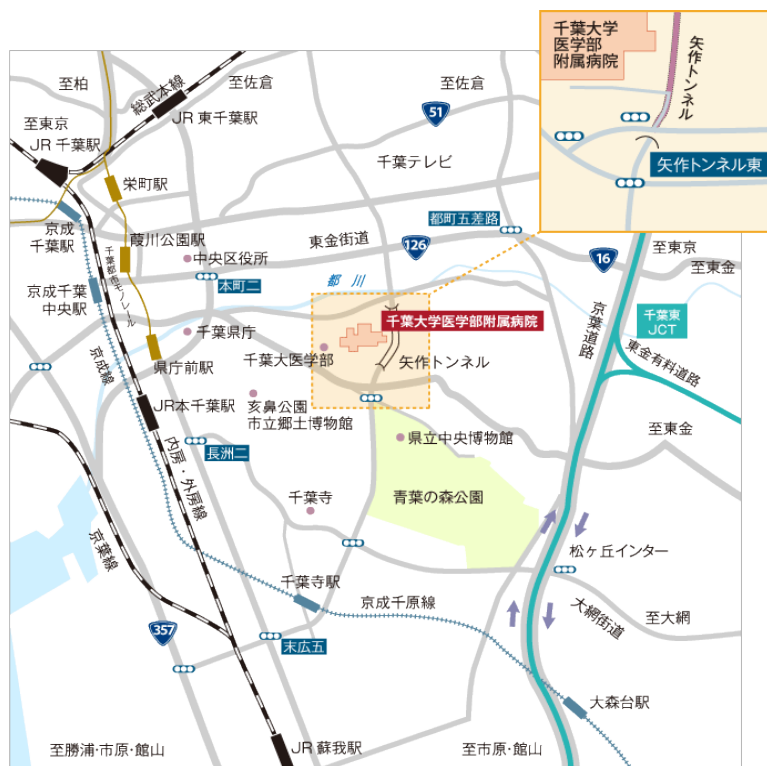 千葉大学
医学部
附属病院
矢作トンネル
矢作トンネル東
至柏
総武本線
至佐倉
至佐倉
至東京
JR 千葉駅
JR 東千葉駅
51
千葉テレビ
栄町駅
京成
千葉駅
葭川公園駅
千葉都市モノレール
中央区役所
本町二
東金街道
126
都町五差路
16
至東京
至東金
京成千葉
中央駅
都川
千葉県庁
県庁前駅
千葉大医学部
千葉大学医学部附属病院
矢作トンネル
京葉道路
千葉東
JCT
東金有料道路
京成線
JR本千葉駅
亥鼻公園
市立郷土博物館
県立中央博物館
至東金
長洲二
内房・外房線
千葉寺
青葉の森公園
京葉線
松ヶ丘インター
千葉寺駅
京成千原線
大網街道
至大網
357
末広五
大森台駅
至勝浦・市原・館山
JR 蘇我駅
至市原・館山